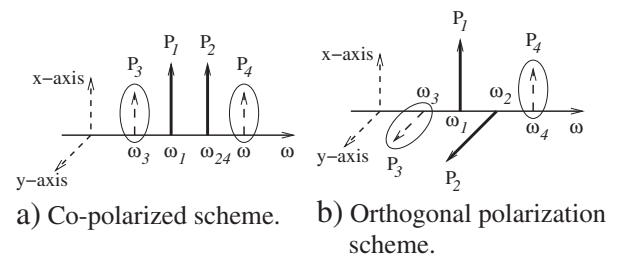 P1 P2
P3 P4
x−axis
ω3 ω1 ω24 ω ω
y−axis
a) Co-polarized scheme.
P1
P4
x−axis
ω3 ω2
ω1 ω4 ω
y−axis
P3
P2
b) Orthogonal polarization
scheme.